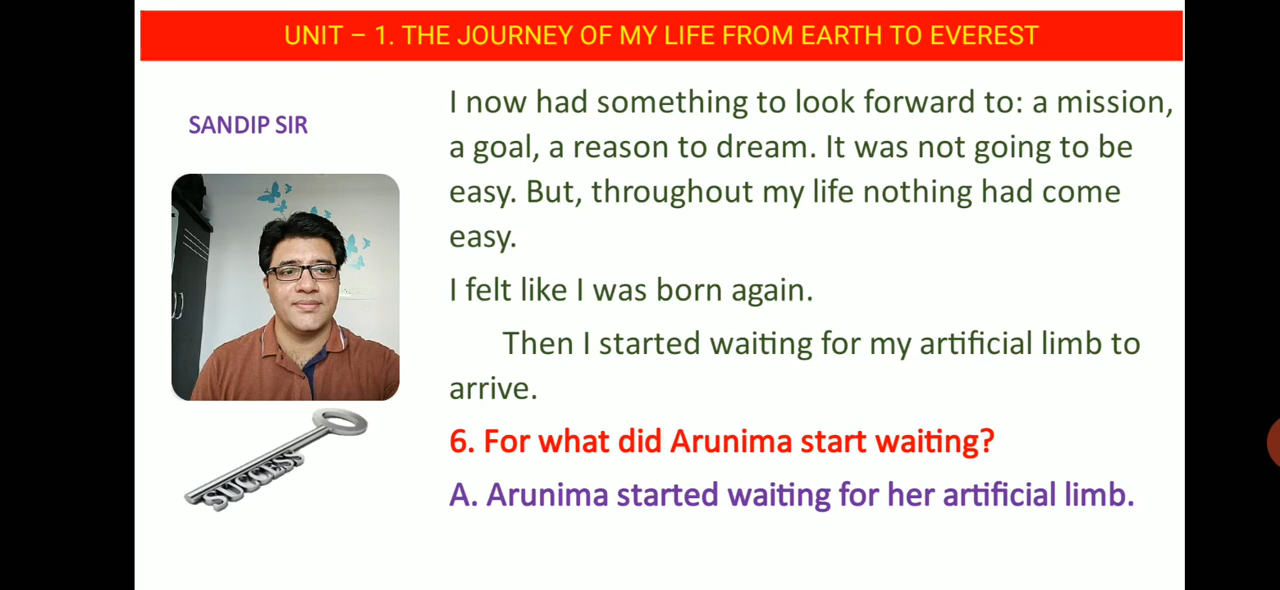 UNIT – 1. THE JOURNEY OF MY LIFE FROM EARTH TO EVEREST
SANDIP SIR
I now had something to look forward to: a mission,
a goal, a reason to dream. It was not going to be
easy. But, throughout my life nothing had come
easy.
I felt like I was born again.
Then I started waiting for my artificial limb to
arrive.
6. For what did Arunima start waiting?
A. Arunima started waiting for her artificial limb.
SUCCESS